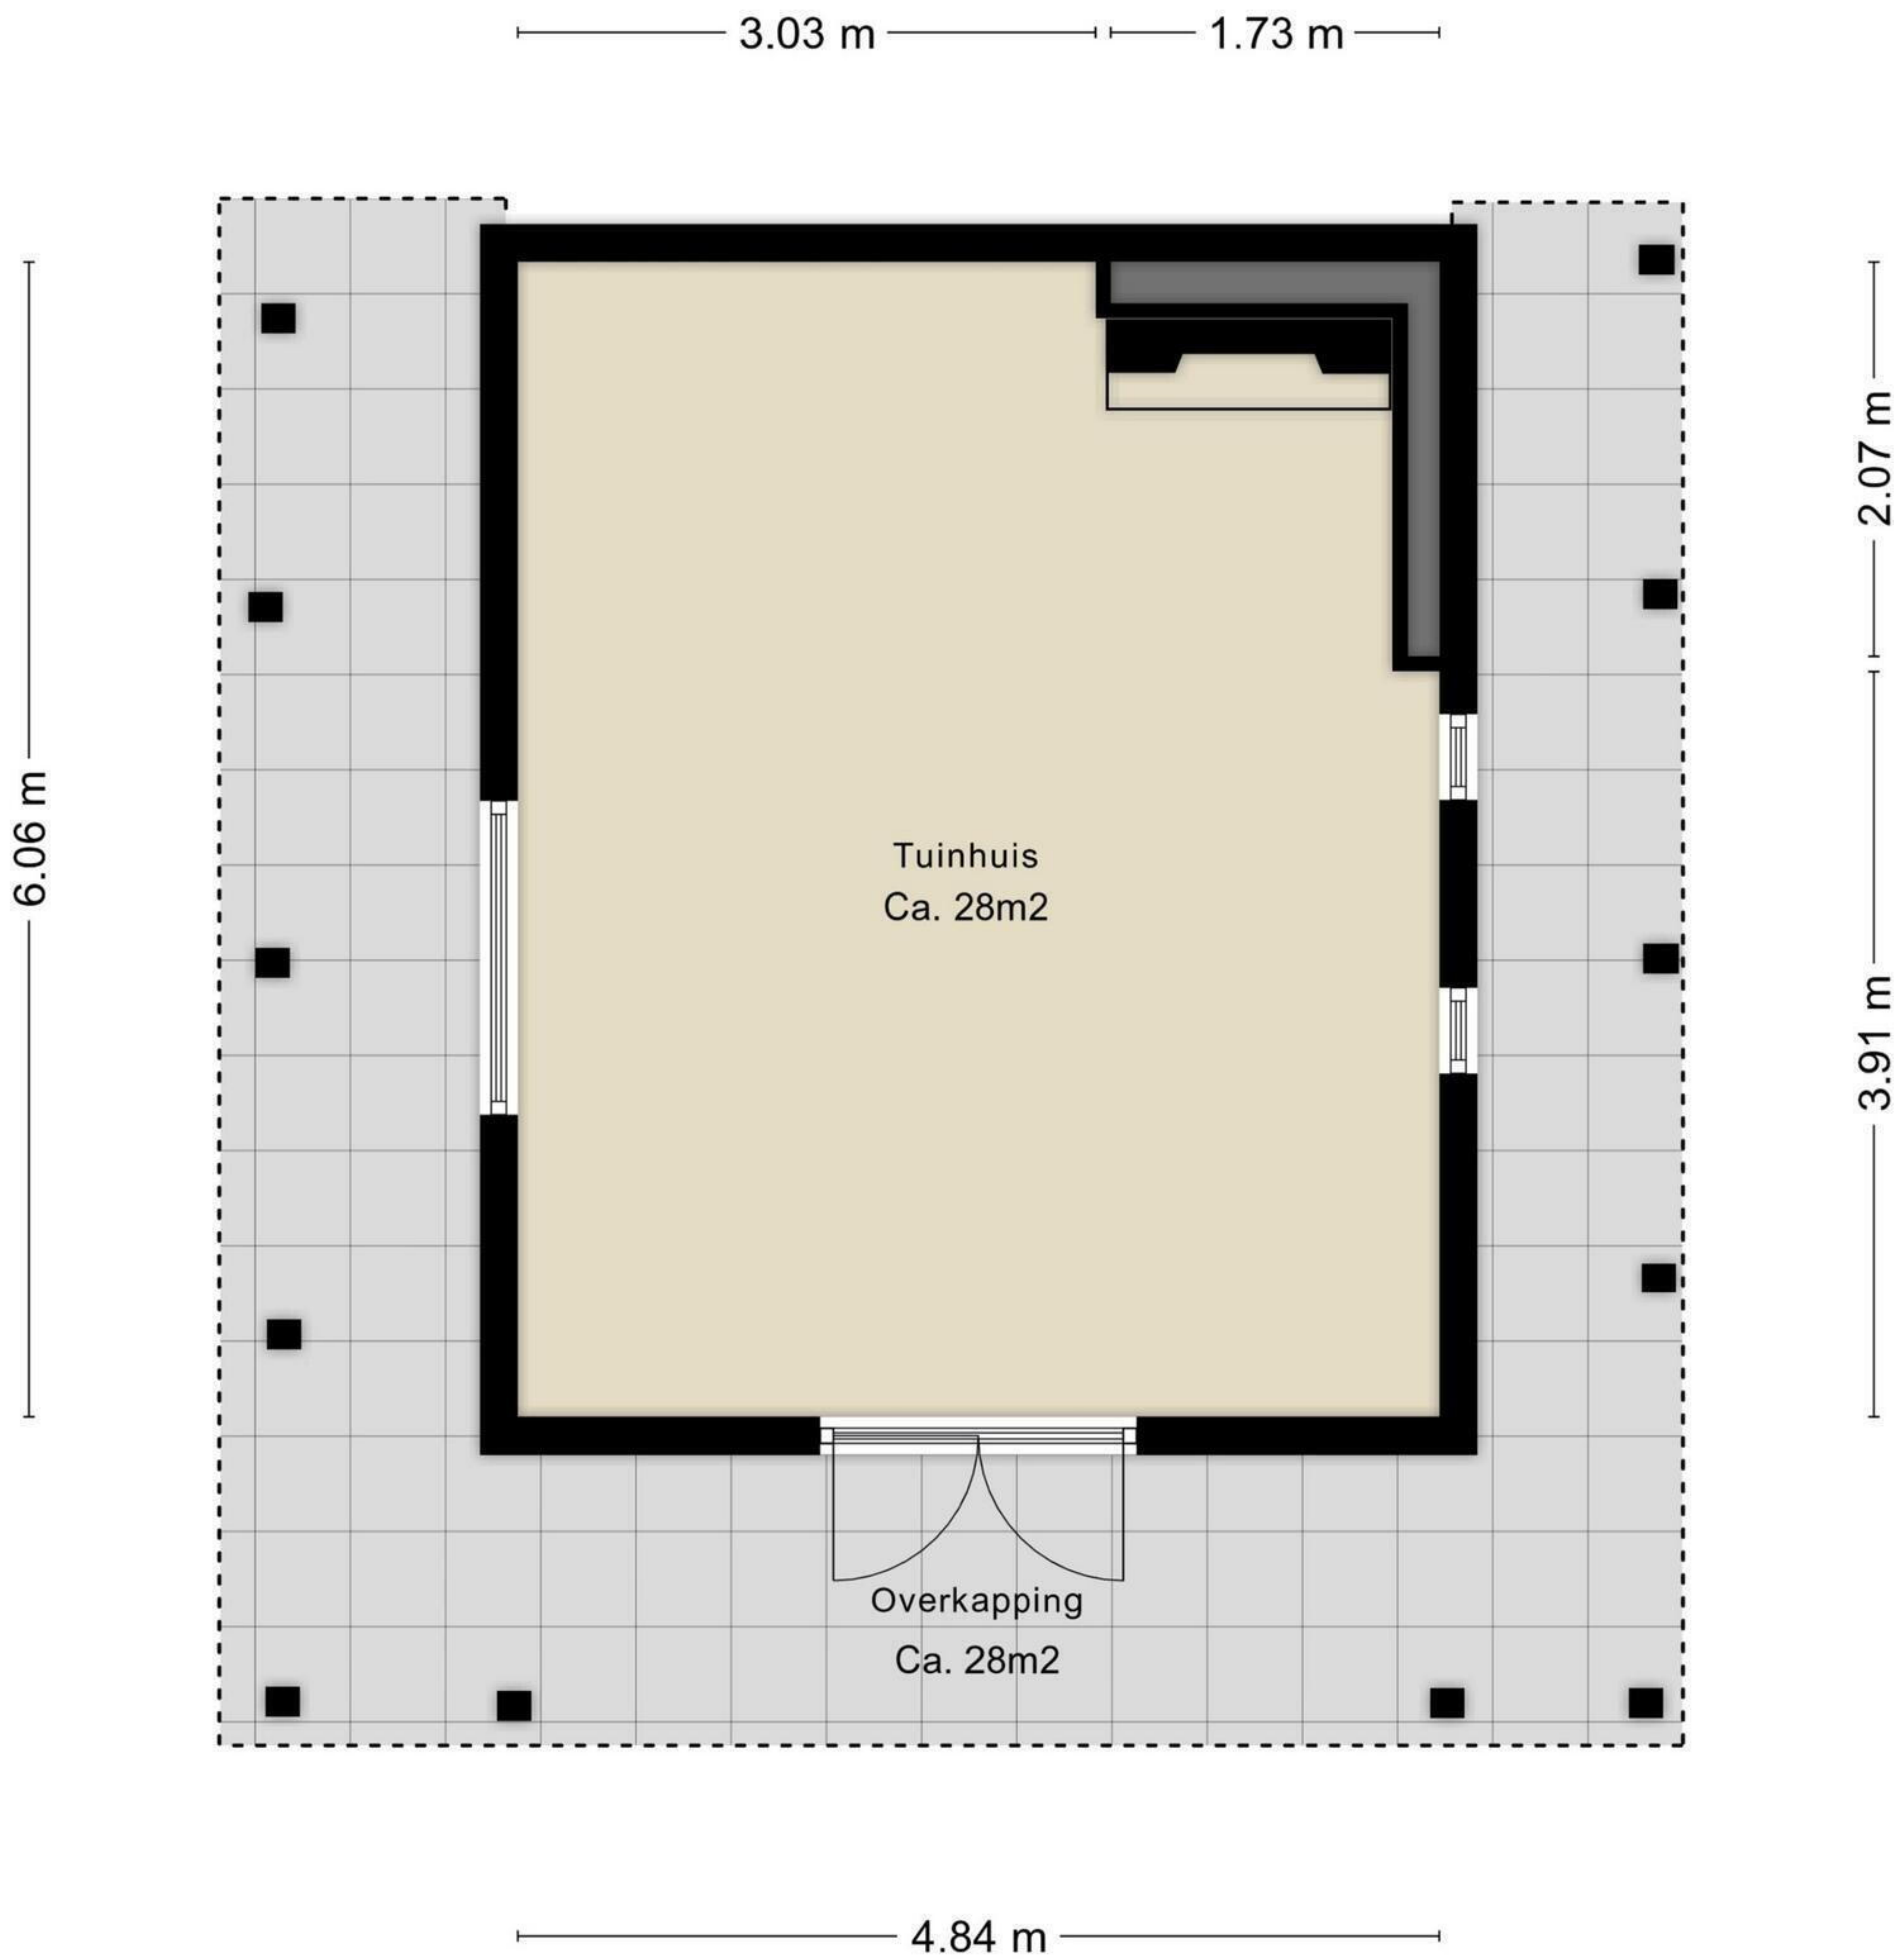 3.03 m
1.73 m
6.06 m
2.07 m
3.91 m
Tuinhuis
Ca. 28m2
Overkapping
Ca. 28m2
4.84 m